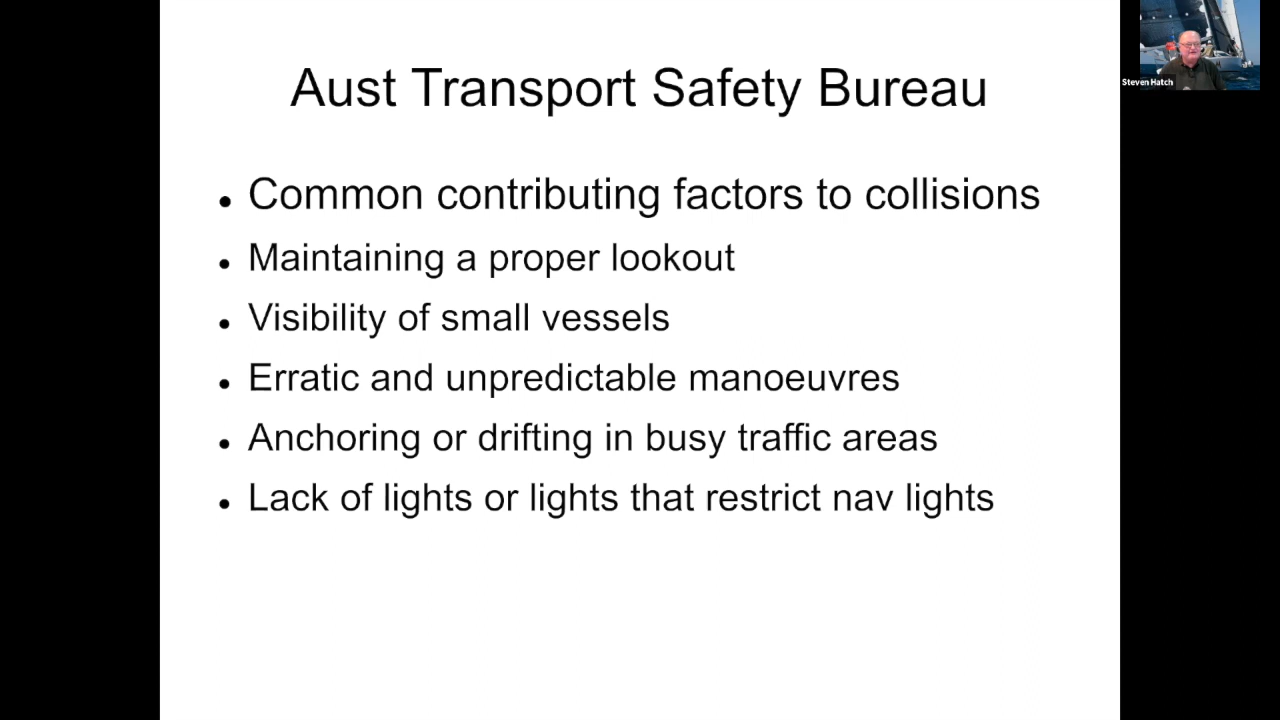 Aust Transport Safety Bureau
Steven Hatch
• Common contributing factors to collisions
• Maintaining a proper lookout
• Visibility of small vessels
• Erratic and unpredictable manoeuvres
• Anchoring or drifting in busy traffic areas
• Lack of lights or lights that restrict nav lights